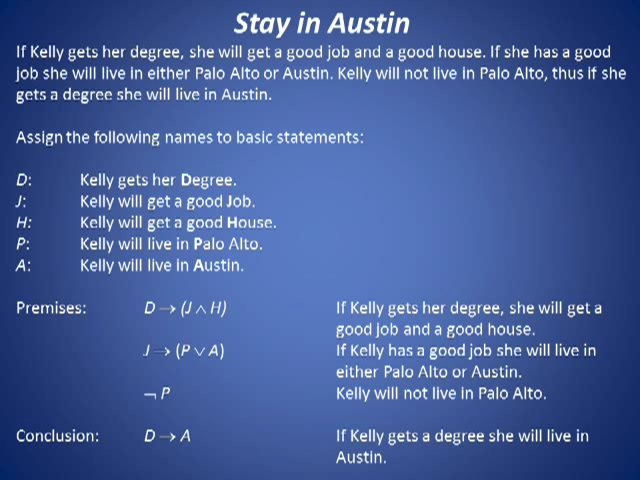 Stay in Austin
If Kelly gets her degree, she will get a good job and a good house. If she has a good
job she will live in either Palo Alto or Austin. Kelly will not live in Palo Alto, thus if she
gets a degree she will live in Austin.
Assign the following names to basic statements:
D: Kelly gets her Degree.
J: Kelly will get a good Job.
H: Kelly will get a good House.
P: Kelly will live in Palo Alto.
A: Kelly will live in Austin.
Premises: D → (J ∧ H) If Kelly gets her degree, she will get a
good job and a good house.
J → (P ∨ A) If Kelly has a good job she will live in
either Palo Alto or Austin.
¬ P Kelly will not live in Palo Alto.
Conclusion: D → A If Kelly gets a degree she will live in
Austin.